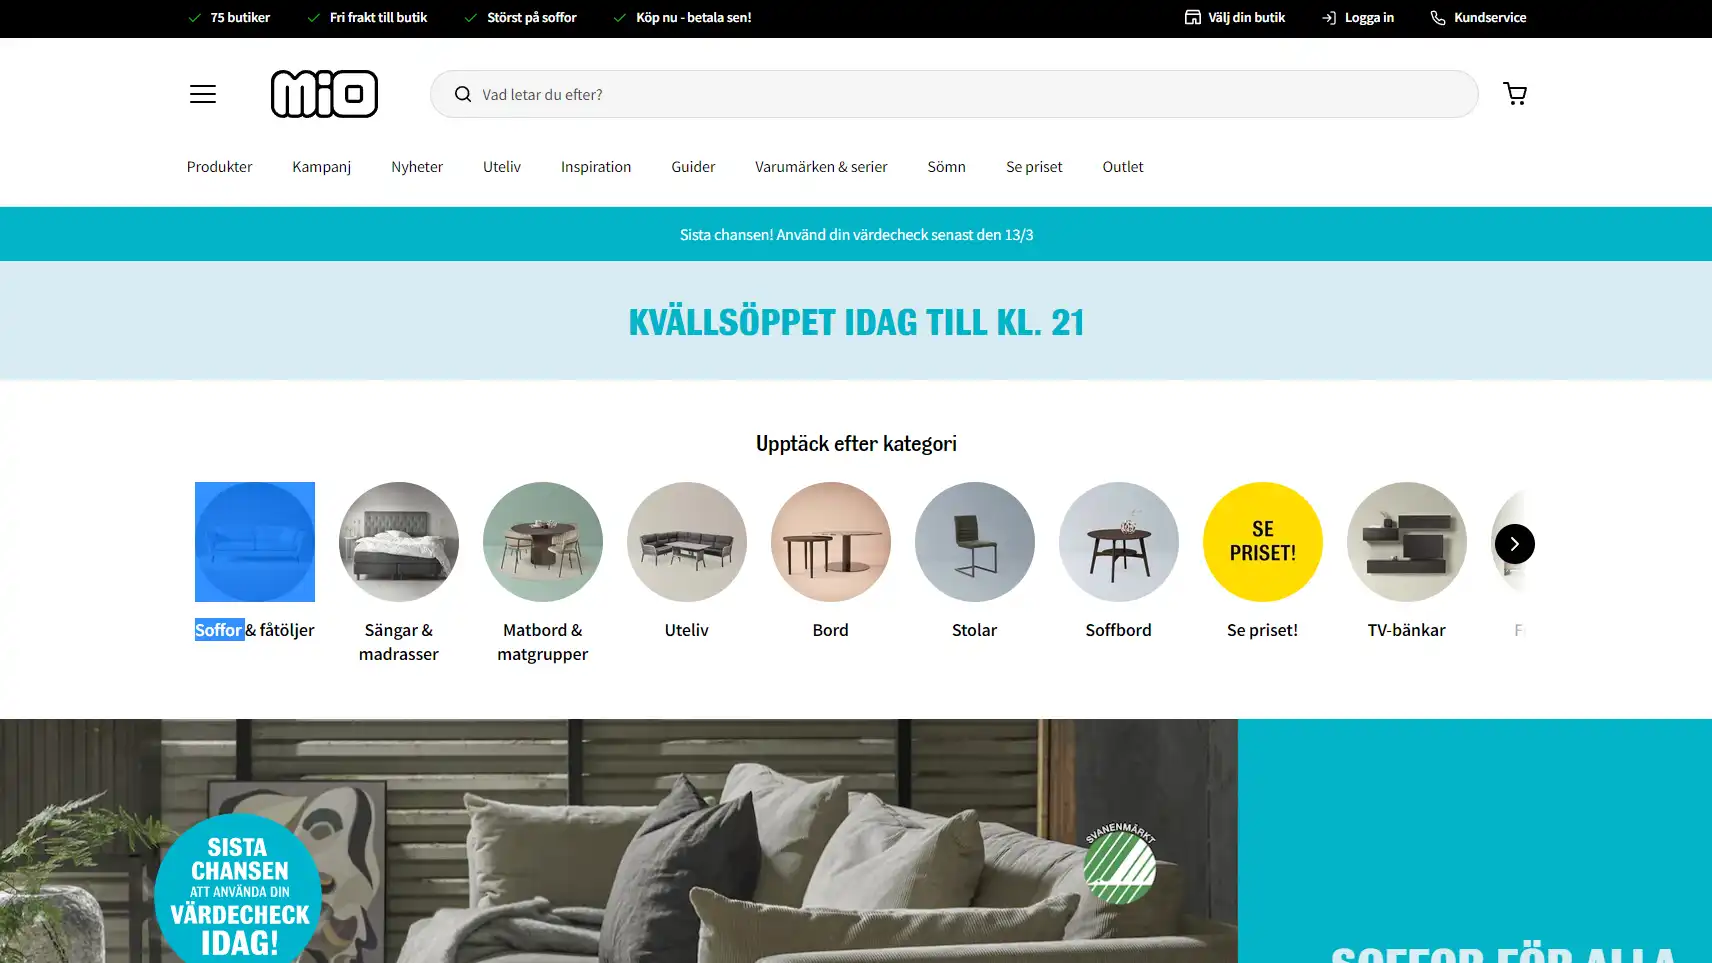 75 butiker
Fri frakt till butik
Störst på soffor
Köp nu - betala sen!
Välj din butik
Logga in
Kundservice
MIO
Vad letar du efter?
Produkter
Kampanj
Nyheter
Uteliv
Inspiration
Guider
Varumärken & serier
Sömn
Se priset
Outlet
Sista chansen! Använd din värdecheck senast den 13/3
KVÄLLSÖPPET IDAG TILL KL. 21
Upptäck efter kategori
SE
PRISET!
Soffor & fåtöljer
Sängar &
madrasser
Matbord &
matgrupper
Uteliv
Bord
Stolar
Soffbord
Se priset!
TV-bänkar
SISTA
CHANSEN
ATT ANVÄNDA DIN
VÄRDECHECK
IDAG!
SVANENMÄRKT
SOFFOR FÖR ALLA